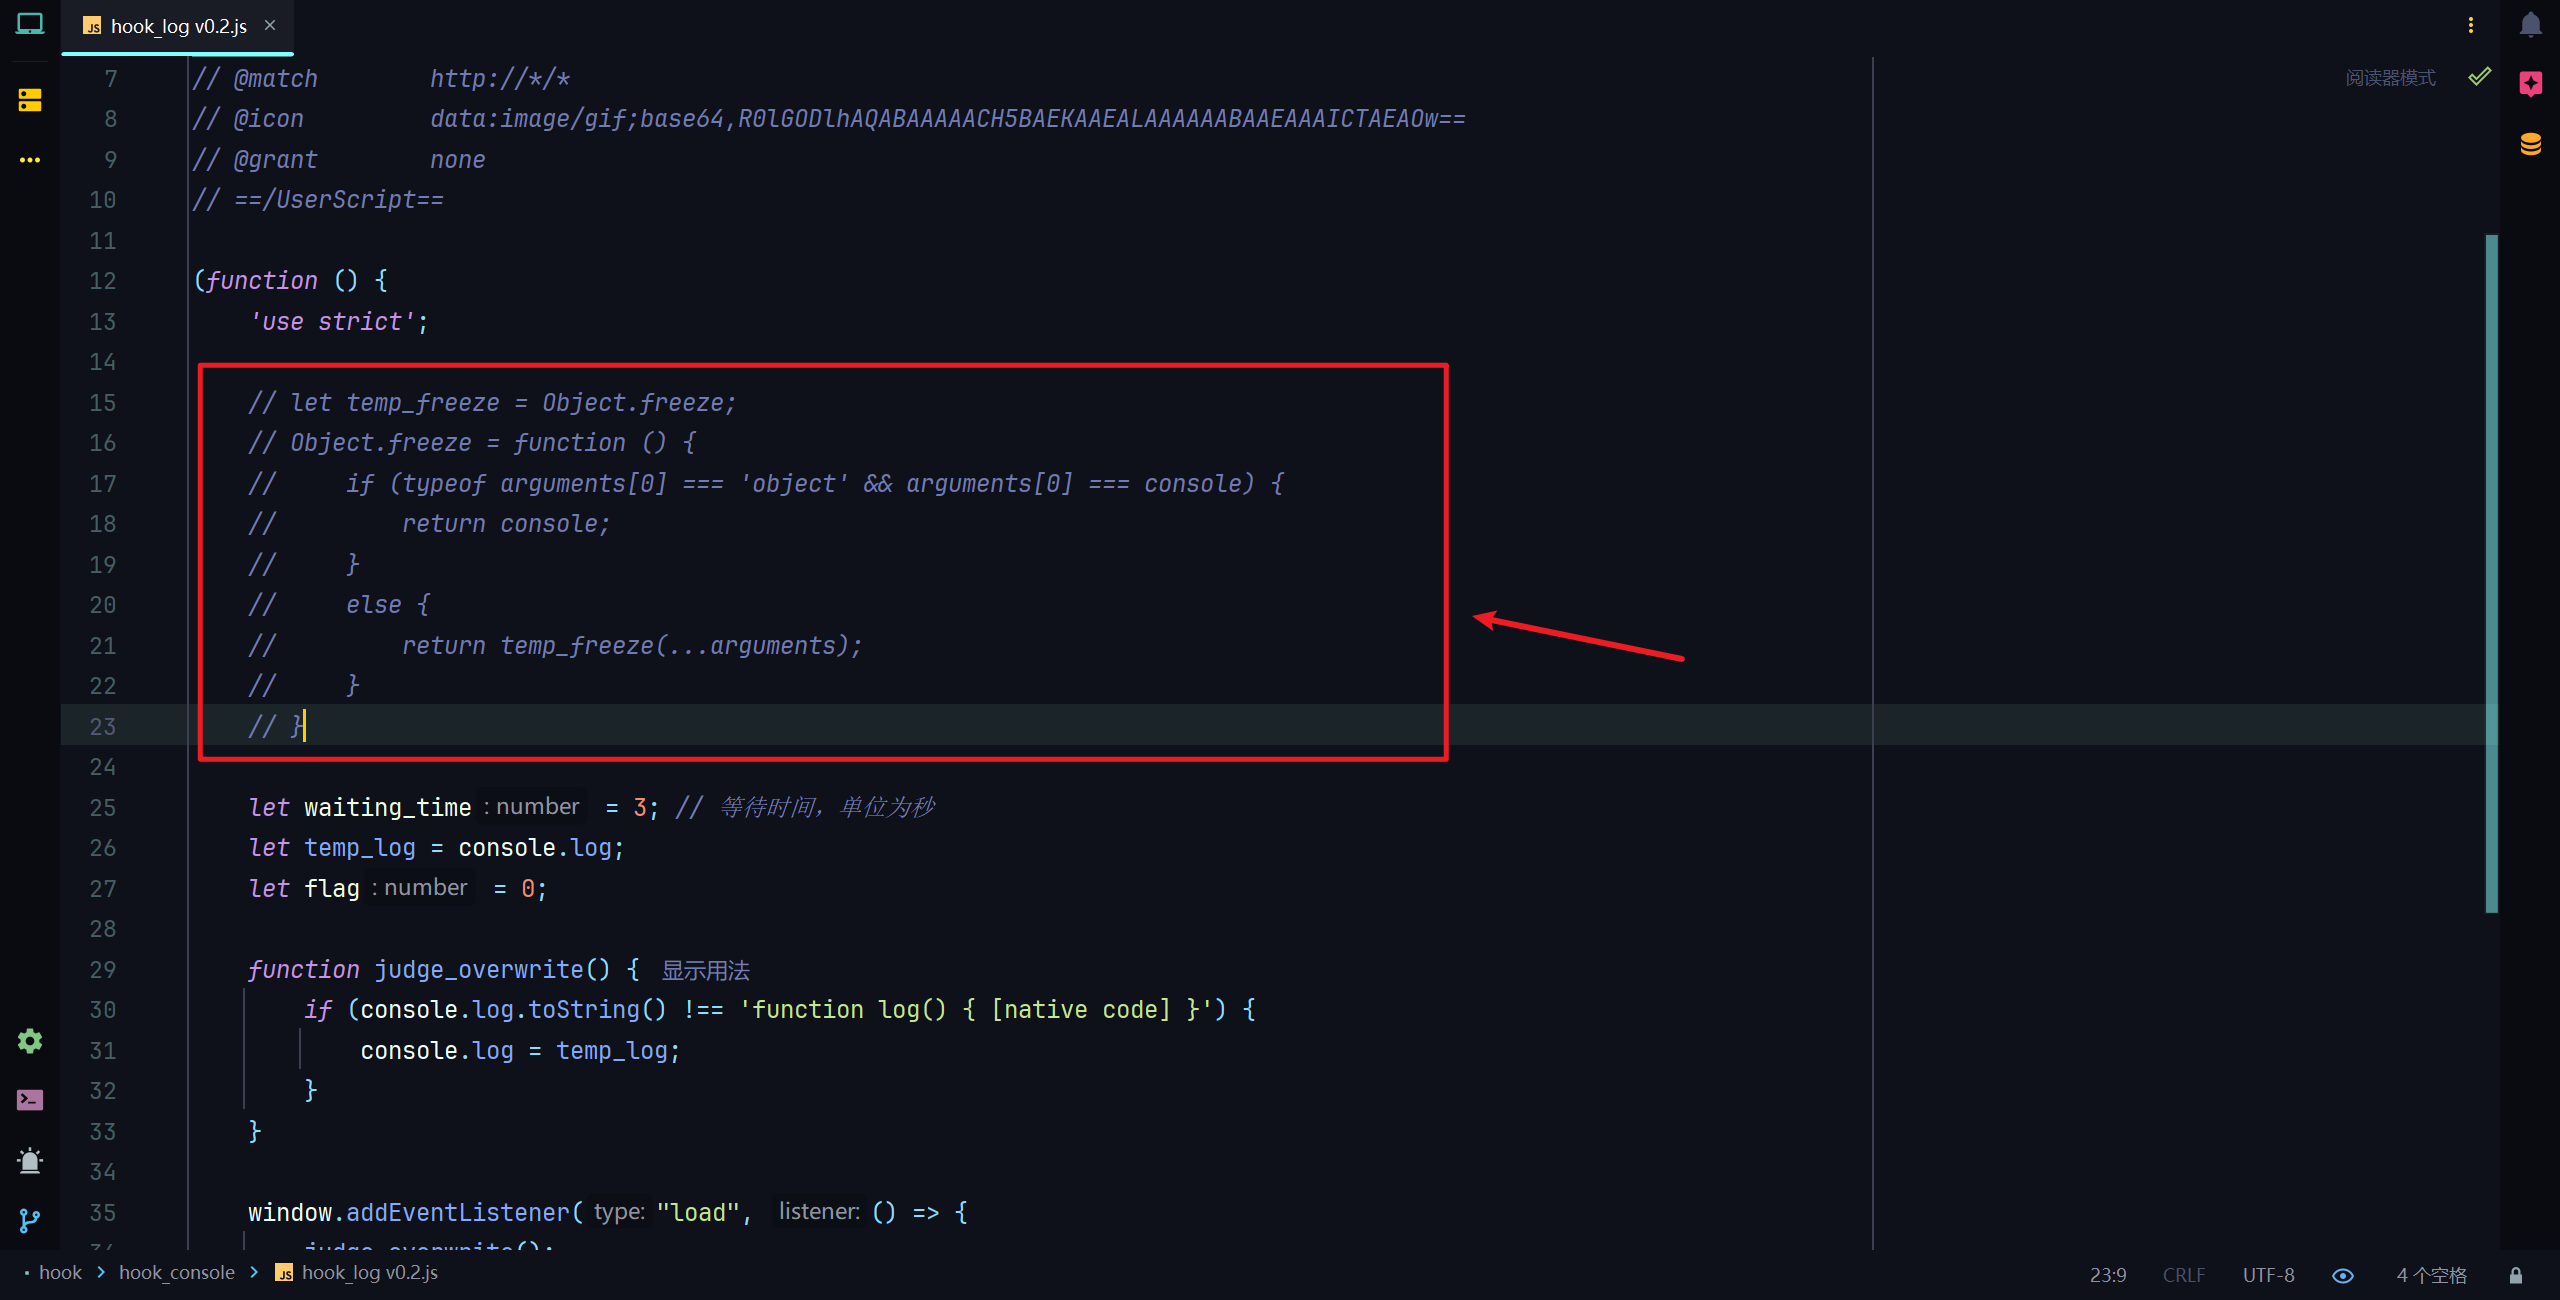 hook_log v0.2.js
阅读器模式
7 // @match        http://*/*
8 // @icon         data:image/gif;base64,R0lGODlhAQABAAAAACH5BAEKAAEALAAAAAABAAEAAAICTAEAOw==
9 // @grant        none
10 // ==/UserScript==
11
12 (function () {
13     'use strict';
14
15     // let temp_freeze = Object.freeze;
16     // Object.freeze = function () {
17     //     if (typeof arguments[0] === 'object' && arguments[0] === console) {
18     //         return console;
19     //     }
20     //     else {
21     //         return temp_freeze(...arguments);
22     //     }
23     // }
24
25     let waiting_time : number = 3; // 等待时间，单位为秒
26     let temp_log = console.log;
27     let flag : number = 0;
28
29     function judge_overwrite() { 显示用法
30         if (console.log.toString() !== 'function log() { [native code] }') {
31             console.log = temp_log;
32         }
33     }
34
35     window.addEventListener( type: "load", listener: () => {
36         judge_overwrite();
hook > hook_console > hook_log v0.2.js
23:9 CRLF UTF-8 4 个空格